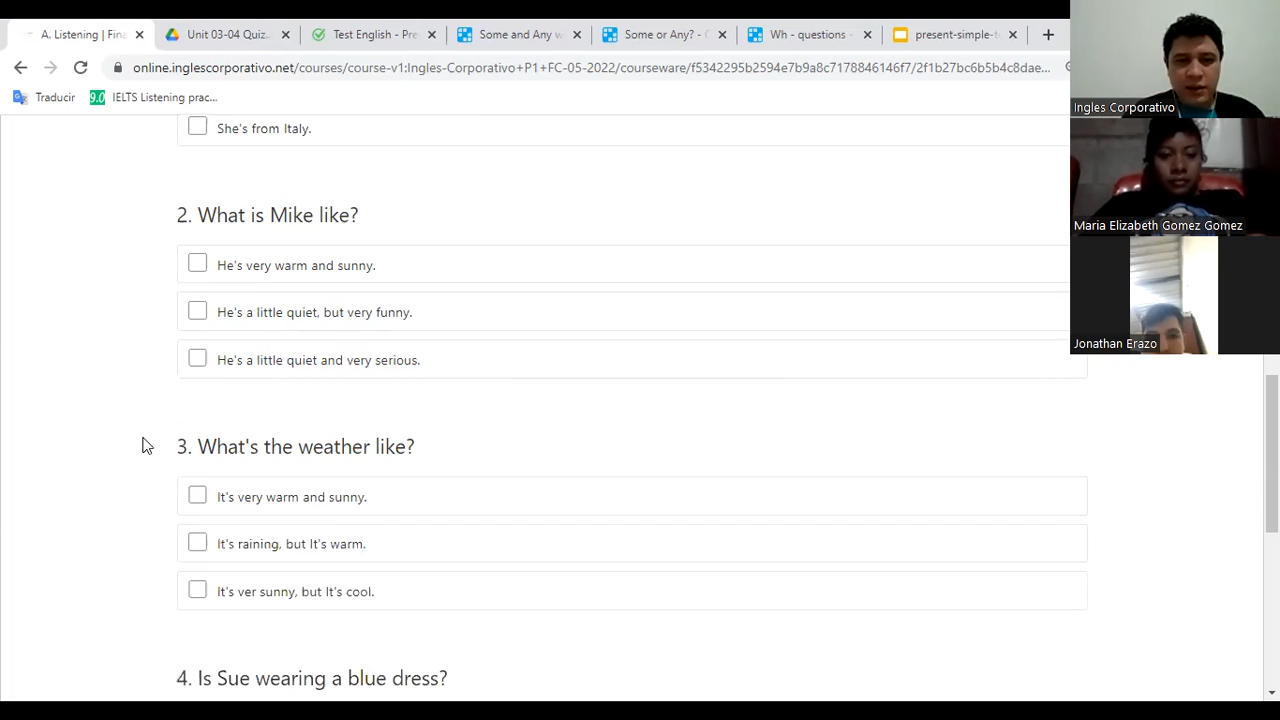 A. Listening | Fina
Unit 03-04 Quiz...
Test English - Pre
Some and Any w
Some or Any? - G
Wh - questions -
present-simple-t
online.inglescorporativo.net/courses/course-v1:Ingles-Corporativo+P1+FC-05-2022/courseware/f5342295b2594e7b9a8c7178846146f7/2f1b27bc6b5b4c8dae...
Traducir
9.0 IELTS Listening prac...
She's from Italy.
2. What is Mike like?
He's very warm and sunny.
He's a little quiet, but very funny.
He's a little quiet and very serious.
3. What's the weather like?
It's very warm and sunny.
It's raining, but It's warm.
It's ver sunny, but It's cool.
4. Is Sue wearing a blue dress?
Ingles Corporativo
Maria Elizabeth Gomez Gomez
Jonathan Erazo